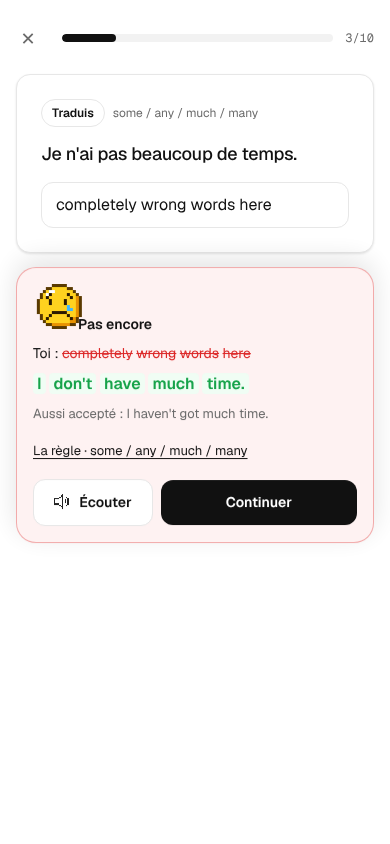 3/10
Traduis some / any / much / many
Je n'ai pas beaucoup de temps.
completely wrong words here
Pas encore
Toi : completely wrong words here
I don't have much time.
Aussi accepté : I haven't got much time.
La règle · some / any / much / many
Écouter
Continuer